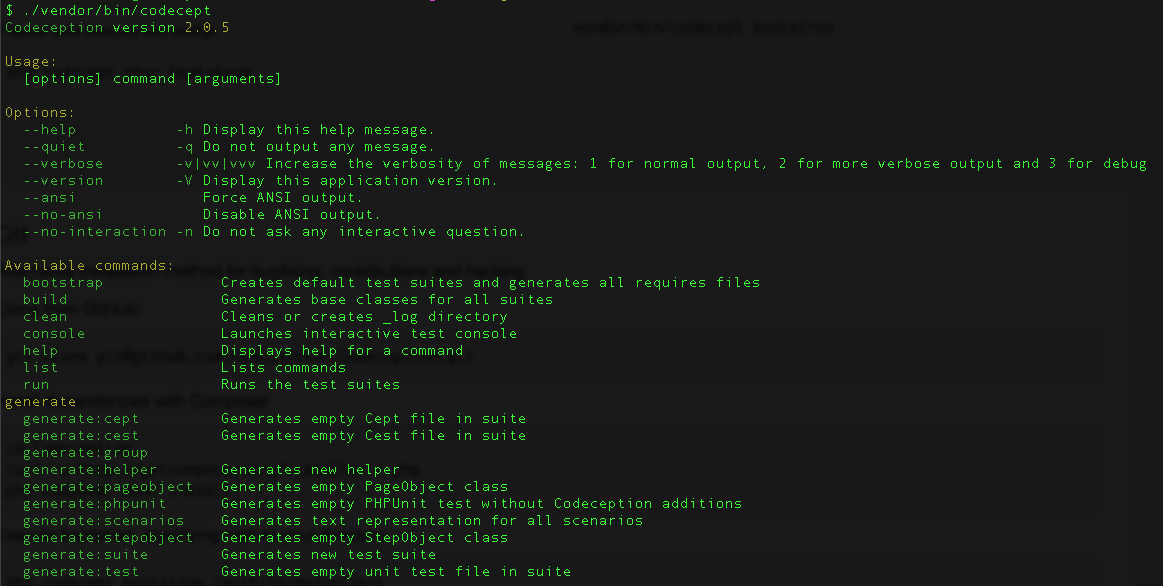 $ ./vendor/bin/codecept
Codeception version 2.0.5
vendor/bin/codecept bootstrap
Usage:
  [options] command [arguments]
Options:
  --help           -h Display this help message.
  --quiet          -q Do not output any message.
  --verbose        -v|vv|vvv Increase the verbosity of messages: 1 for normal output, 2 for more verbose output and 3 for debug
  --version        -V Display this application version.
  --ansi              Force ANSI output.
  --no-ansi           Disable ANSI output.
  --no-interaction -n Do not ask any interactive question.
Available commands:
  bootstrap             Creates default test suites and generates all requires files
  build                 Generates base classes for all suites
  clean                 Cleans or creates _log directory
  console               Launches interactive test console
  help                  Displays help for a command
  list                  Lists commands
  run                   Runs the test suites
generate
  generate:cept         Generates empty Cept file in suite
  generate:cest         Generates empty Cest file in suite
  generate:group
  generate:helper       Generates new helper
  generate:pageobject   Generates empty PageObject class
  generate:phpunit      Generates empty PHPUnit test without Codeception additions
  generate:scenarios    Generates text representation for all scenarios
  generate:stepobject   Generates empty StepObject class
  generate:suite        Generates new test suite
  generate:test         Generates empty unit test file in suite